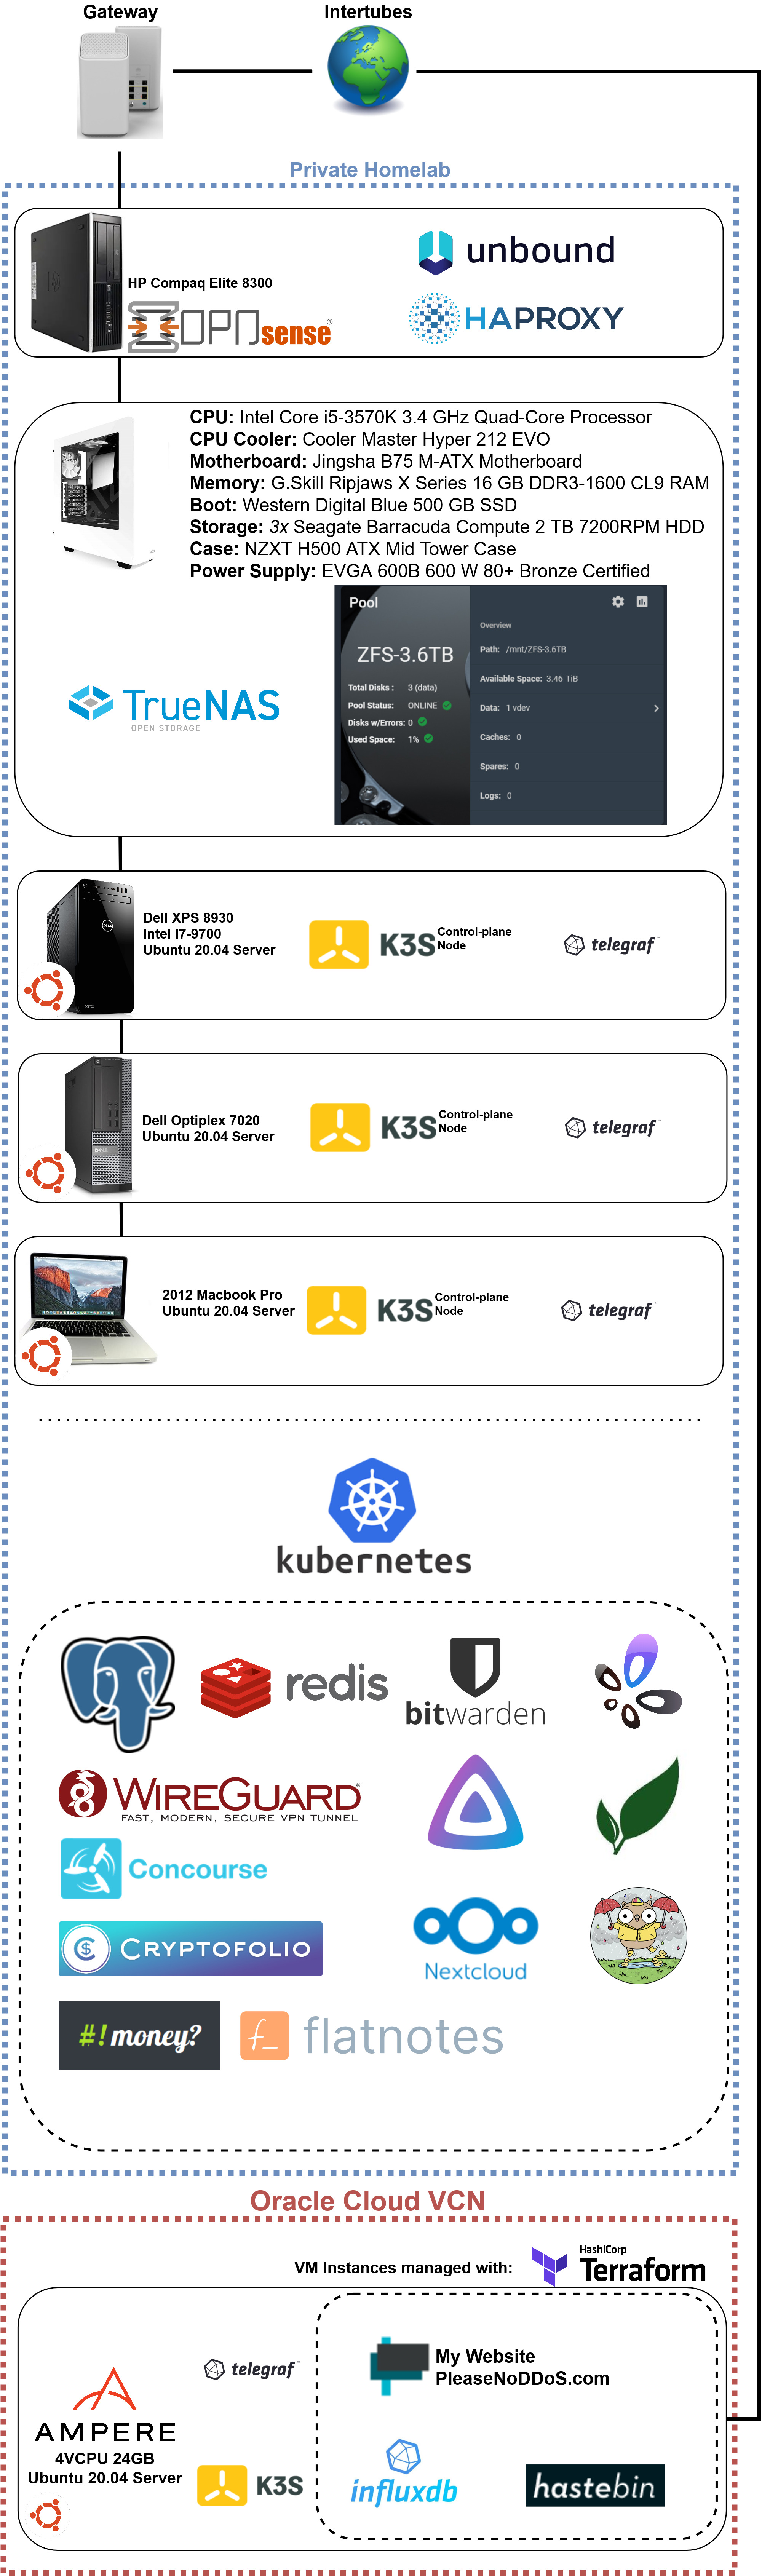 Gateway
Intertubes
Private Homelab
unbound
HP Compaq Elite 8300
OPNsense®
HAPROXY
CPU: Intel Core i5-3570K 3.4 GHz Quad-Core Processor
CPU Cooler: Cooler Master Hyper 212 EVO
Motherboard: Jingsha B75 M-ATX Motherboard
Memory: G.Skill Ripjaws X Series 16 GB DDR3-1600 CL9 RAM
Boot: Western Digital Blue 500 GB SSD
Storage: 3x Seagate Barracuda Compute 2 TB 7200RPM HDD
Case: NZXT H500 ATX Mid Tower Case
Power Supply: EVGA 600B 600 W 80+ Bronze Certified
Pool
ZFS-3.6TB
Total Disks : 3 (data)
Pool Status: ONLINE
Disks w/Errors: 0
Used Space: 1%
Overview
Path: /mnt/ZFS-3.6TB
Available Space: 3.46 TiB
Data: 1 vdev
Caches: 0
Spares: 0
Logs: 0
TrueNAS
OPEN STORAGE
Dell XPS 8930
Intel I7-9700
Ubuntu 20.04 Server
K3S
Control-plane
Node
telegraf™
DELL
XPS
Dell Optiplex 7020
Ubuntu 20.04 Server
K3S
Control-plane
Node
telegraf™
DELL
2012 Macbook Pro
Ubuntu 20.04 Server
K3S
Control-plane
Node
telegraf
kubernetes
redis
bitwarden
WIREGUARD®
FAST, MODERN, SECURE VPN TUNNEL
Concourse
CRYPTOFOLIO
Nextcloud
#! money?
f_ flatnotes
Oracle Cloud VCN
VM Instances managed with:
HashiCorp
Terraform
telegraf™
My Website
PleaseNoDDoS.com
AMPERE
4VCPU 24GB
Ubuntu 20.04 Server
K3S
influxdb
hastebin